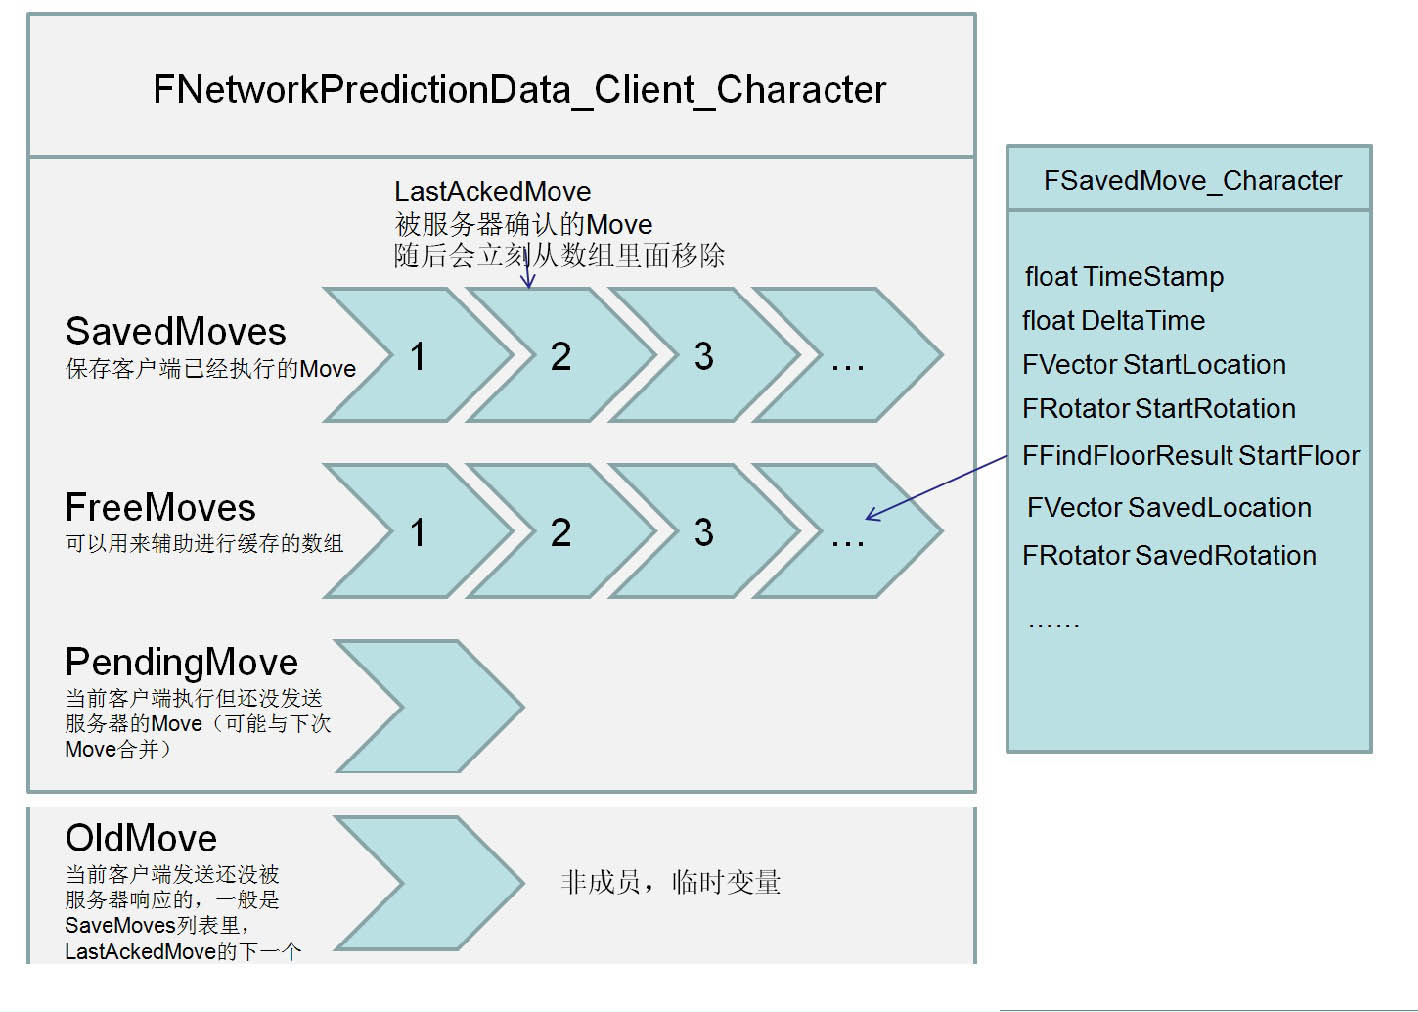 FNetworkPredictionData_Client_Character
LastAckedMove
被服务器确认的Move
随后会立刻从数组里面移除
SavedMoves
保存客户端已经执行的Move
1
2
3
...
FreeMoves
可以用来辅助进行缓存的数组
1
2
3
...
PendingMove
当前客户端执行但还没发送
服务器的Move（可能与下次
Move合并）
OldMove
当前客户端发送还没被
服务器响应的，一般是
SaveMoves列表里，
LastAckedMove的下一个
非成员，临时变量
FSavedMove_Character
float TimeStamp
float DeltaTime
FVector StartLocation
FRotator StartRotation
FFindFloorResult StartFloor
FVector SavedLocation
FRotator SavedRotation
......